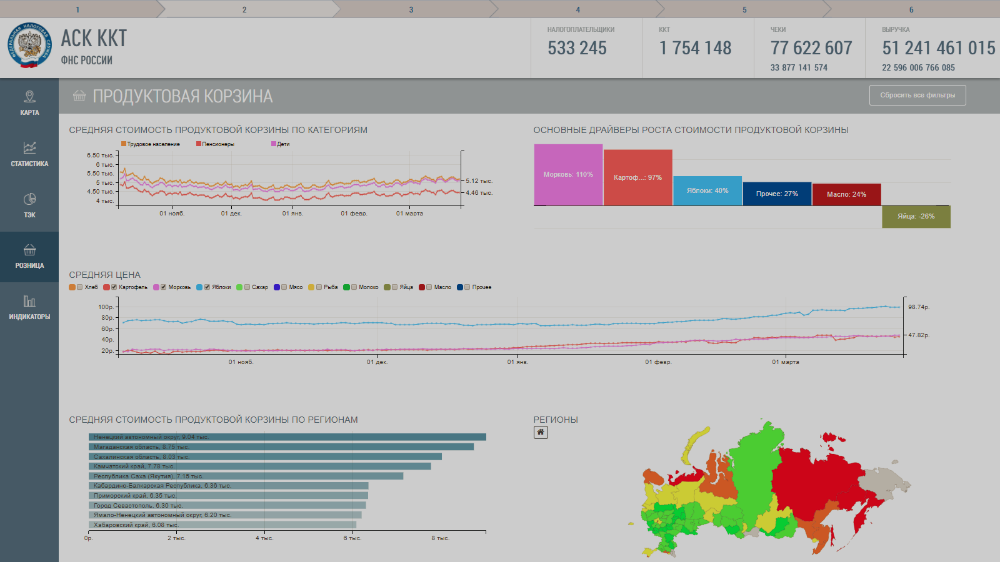 1
2
3
4
5
6
ФЕДЕРАЛЬНАЯ НАЛОГОВАЯ СЛУЖБА
АСК ККТ
ФНС РОССИИ
НАЛОГОПЛАТЕЛЬЩИКИ
533 245
ККТ
1 754 148
ЧЕКИ
77 622 607
33 877 141 574
ВЫРУЧКА
51 241 461 015
22 596 006 766 085
КАРТА
СТАТИСТИКА
ТЭК
РОЗНИЦА
ИНДИКАТОРЫ
ПРОДУКТОВАЯ КОРЗИНА
Сбросить все фильтры
СРЕДНЯЯ СТОИМОСТЬ ПРОДУКТОВОЙ КОРЗИНЫ ПО КАТЕГОРИЯМ
Трудовое население
Пенсионеры
Дети
6.50 тыс.
6 тыс.
5.50 тыс.
5 тыс.
4.50 тыс.
4 тыс.
5.12 тыс.
4.46 тыс.
01 нояб.
01 дек.
01 янв.
01 февр.
01 марта
ОСНОВНЫЕ ДРАЙВЕРЫ РОСТА СТОИМОСТИ ПРОДУКТОВОЙ КОРЗИНЫ
Морковь: 110%
Картоф...: 97%
Яблоки: 40%
Прочее: 27%
Масло: 24%
Яйца: -26%
СРЕДНЯЯ ЦЕНА
Хлеб
Картофель
Морковь
Яблоки
Сахар
Мясо
Рыба
Молоко
Яйца
Масло
Прочее
100р.
80р.
60р.
40р.
20р.
98.74р.
47.82р.
01 нояб.
01 дек.
01 янв.
01 февр.
01 марта
СРЕДНЯЯ СТОИМОСТЬ ПРОДУКТОВОЙ КОРЗИНЫ ПО РЕГИОНАМ
Ненецкий автономный округ, 9.04 тыс.
Магаданская область, 8.75 тыс.
Сахалинская область, 8.03 тыс.
Камчатский край, 7.78 тыс.
Республика Саха (Якутия), 7.15 тыс.
Кабардино-Балкарская Республика, 6.36 тыс.
Приморский край, 6.35 тыс.
Город Севастополь, 6.30 тыс.
Ямало-Ненецкий автономный округ, 6.20 тыс.
Хабаровский край, 6.08 тыс.
0р.
2 тыс.
4 тыс.
6 тыс.
8 тыс.
РЕГИОНЫ